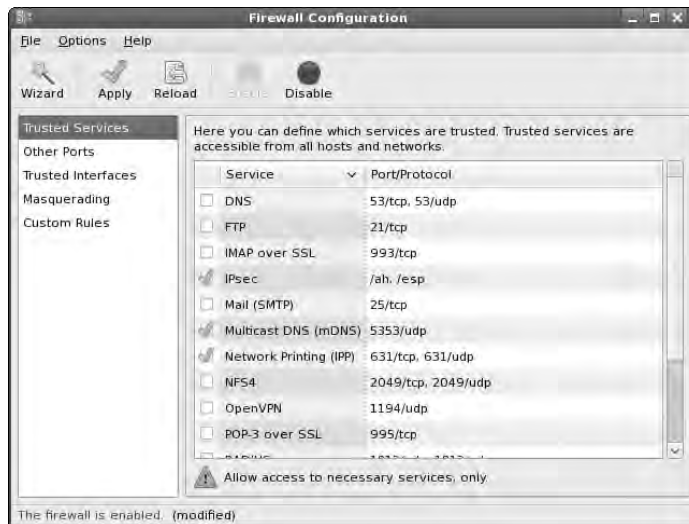 Firewall Configuration
File Options Help
Wizard Apply Reload Disable
Trusted Services
Other Ports
Trusted Interfaces
Masquerading
Custom Rules
Here you can define which services are trusted. Trusted services are
accessible from all hosts and networks.
Service Port/Protocol
DNS 53/tcp, 53/udp
FTP 21/tcp
IMAP over SSL 993/tcp
IPsec /ah, /esp
Mail (SMTP) 25/tcp
Multicast DNS (mDNS) 5353/udp
Network Printing (IPP) 631/tcp, 631/udp
NFS4 2049/tcp, 2049/udp
OpenVPN 1194/udp
POP-3 over SSL 995/tcp
Allow access to necessary services, only.
The firewall is enabled. (modified)